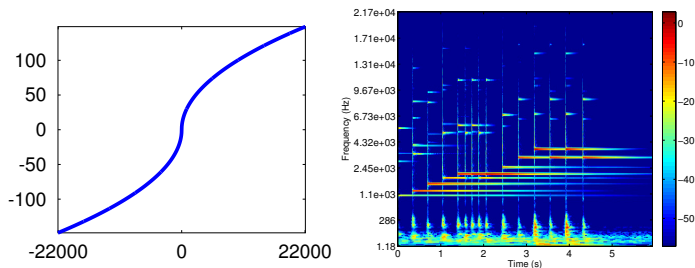 100
50
0
-50
-100
-22000
0
22000
2.17e+04
1.71e+04
1.31e+04
9.67e+03
6.73e+03
4.32e+03
2.45e+03
1.1e+03
286
1.18
Frequency (Hz)
0
1
2
3
4
5
Time (s)
0
-10
-20
-30
-40
-50